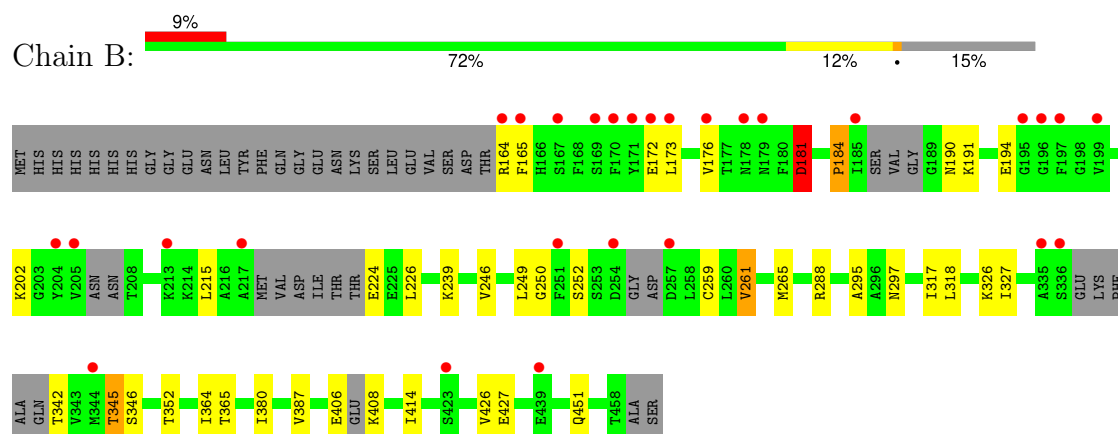 9%
Chain B:
72% 12% • 15%
MET HIS HIS HIS HIS HIS HIS GLY GLY GLU ASN LEU TYR PHE GLN GLY GLU ASN LYS SER LEU GLU VAL SER ASP THR R164 F165 H166 S167 F168 S169 F170 Y171 E172 L173 V176 T177 N178 N179 F180 D181 P184 I185 SER VAL GLY G189 N190 K191 E194 G195 G196 F197 G198 V199
K202 G203 Y204 V205 ASN ASN T208 K213 K214 L215 A216 A217 MET VAL ASP ILE THR THR E224 E225 L226 K239 V246 L249 G250 F251 S252 S253 D254 GLY ASP D257 L258 C259 L260 V261 M265 R288 A295 A296 N297 I317 L318 K326 I327 A335 S336 GLU LYS PHE
ALA GLN T342 V343 M344 T345 S346 T352 I364 T365 I380 V387 E406 GLU K408 I414 S423 V426 E427 E439 Q451 T458 ALA SER